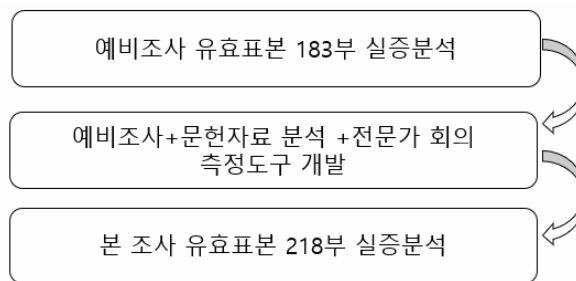 예비조사 유효표본 183부 실증분석
예비조사+문헌자료 분석 +전문가 회의
측정도구 개발
본 조사 유효표본 218부 실증분석